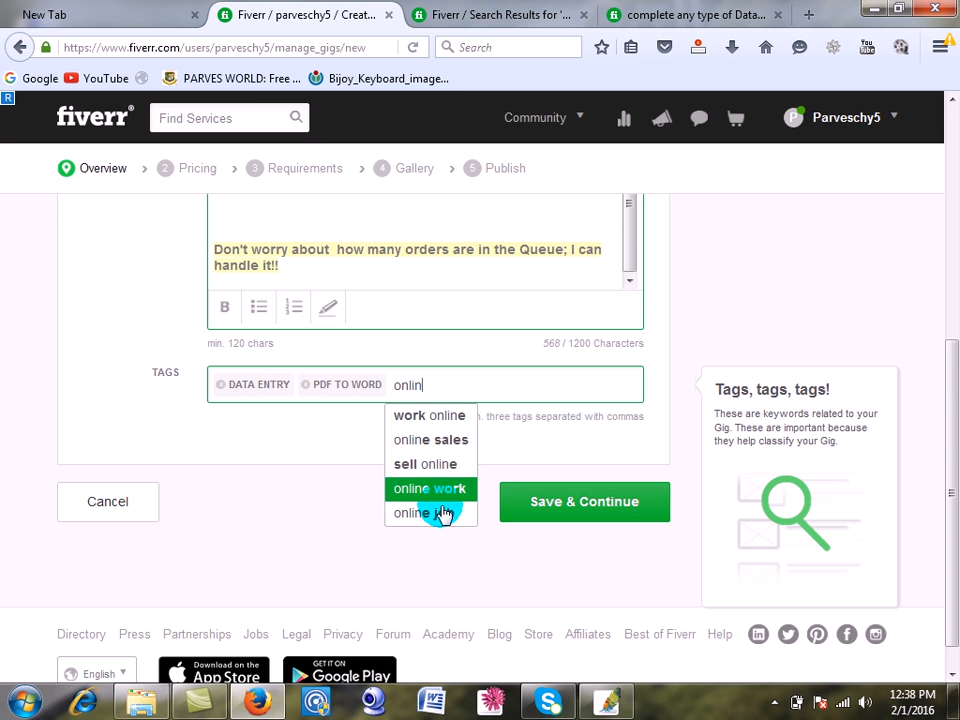 New Tab
Fiverr / parveschy5 / Creat...
Fiverr / Search Results for '...
complete any type of Data...
https://www.fiverr.com/users/parveschy5/manage_gigs/new
Search
You
Tube
Google
YouTube
PARVES WORLD: Free ...
Bijoy_Keyboard_image...
R
fiverr
Find Services
Community
P
Parveschy5
Overview
2 Pricing
3 Requirements
4 Gallery
5 Publish
Don't worry about how many orders are in the Queue; I can
handle it!!
B
min. 120 chars
568 / 1200 Characters
TAGS
DATA ENTRY
PDF TO WORD
onlin
three tags separated with commas
work online
online sales
sell online
online work
online
Tags, tags, tags!
These are keywords related to your
Gig. These are important because
they help classify your Gig.
Cancel
Save & Continue
Directory
Press
Partnerships
Jobs
Legal
Privacy
Forum
Academy
Blog
Store
Affiliates
Best of Fiverr
Help
English
Download on the
App Store
GET IT ON
Google Play
12:38 PM
2/1/2016